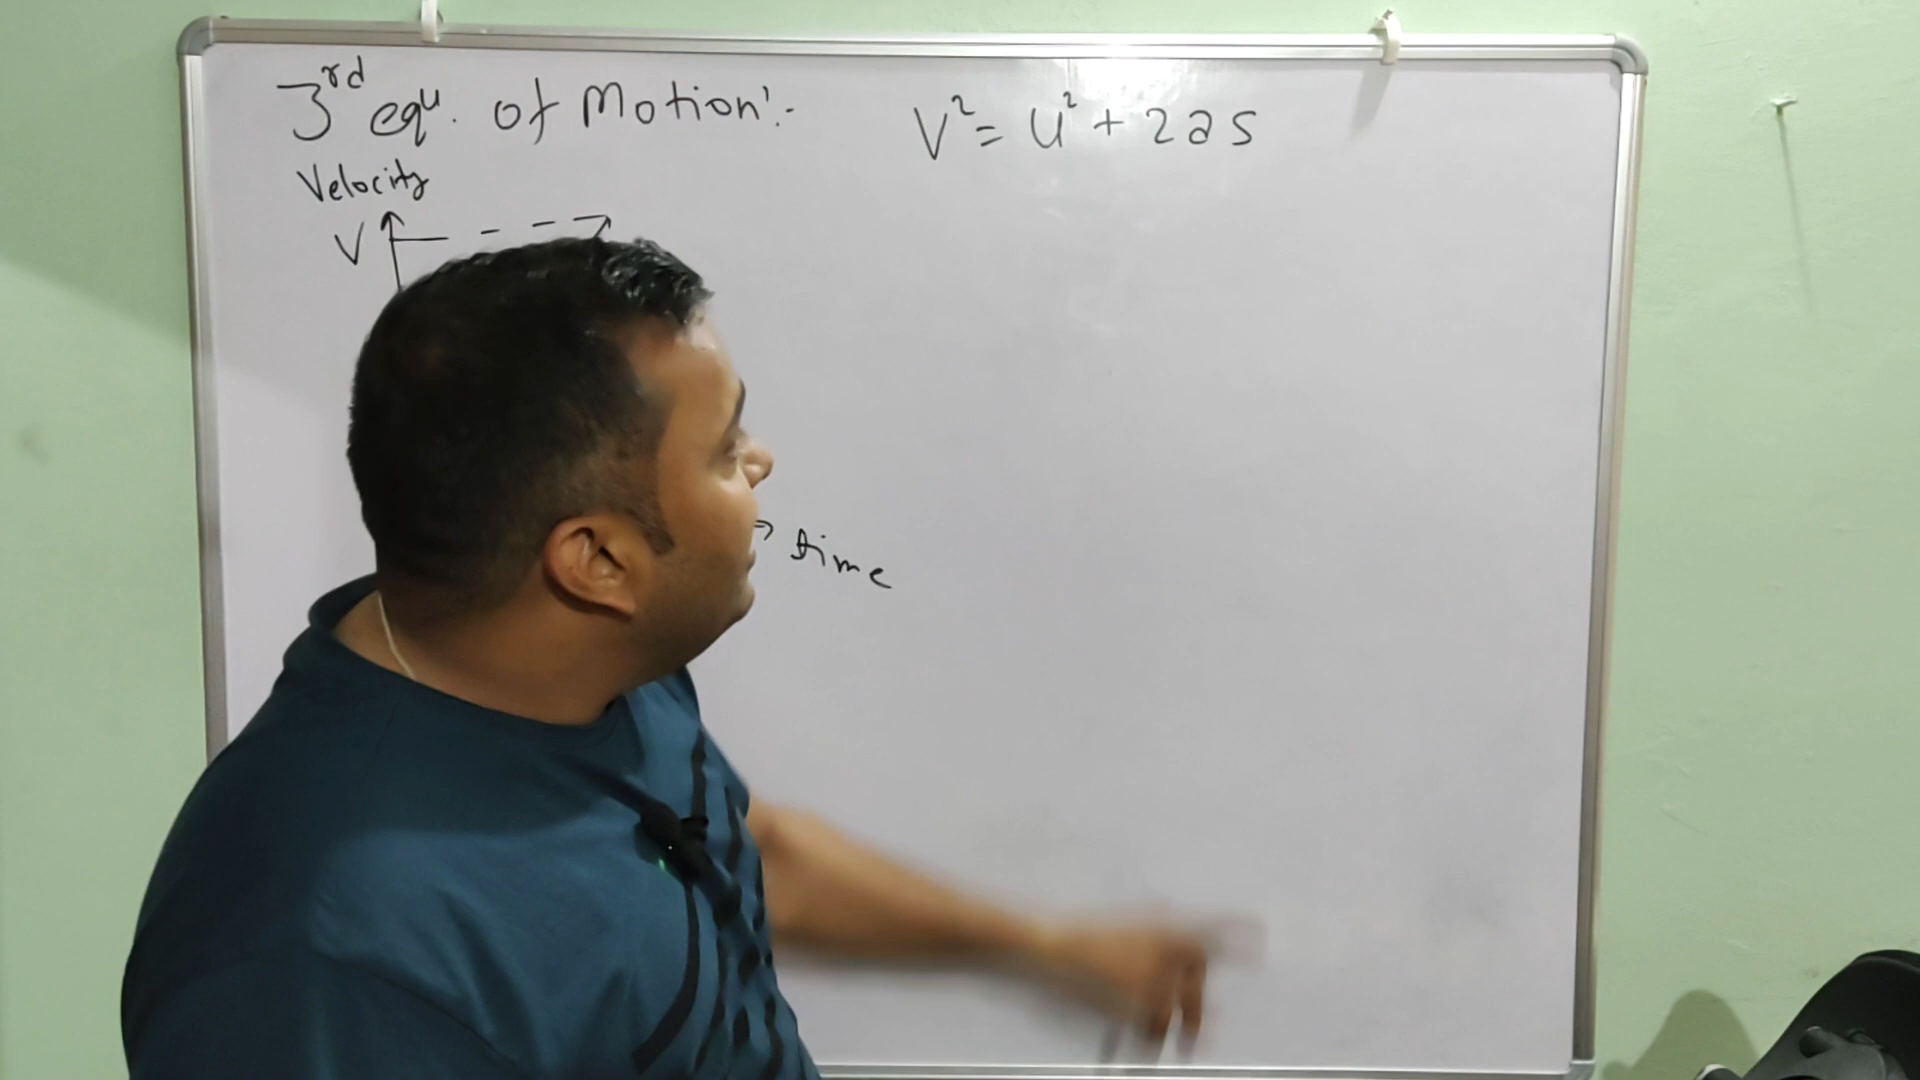 3rd equ. of Motion:-
V² = u² + 2as
Velocity
V
time